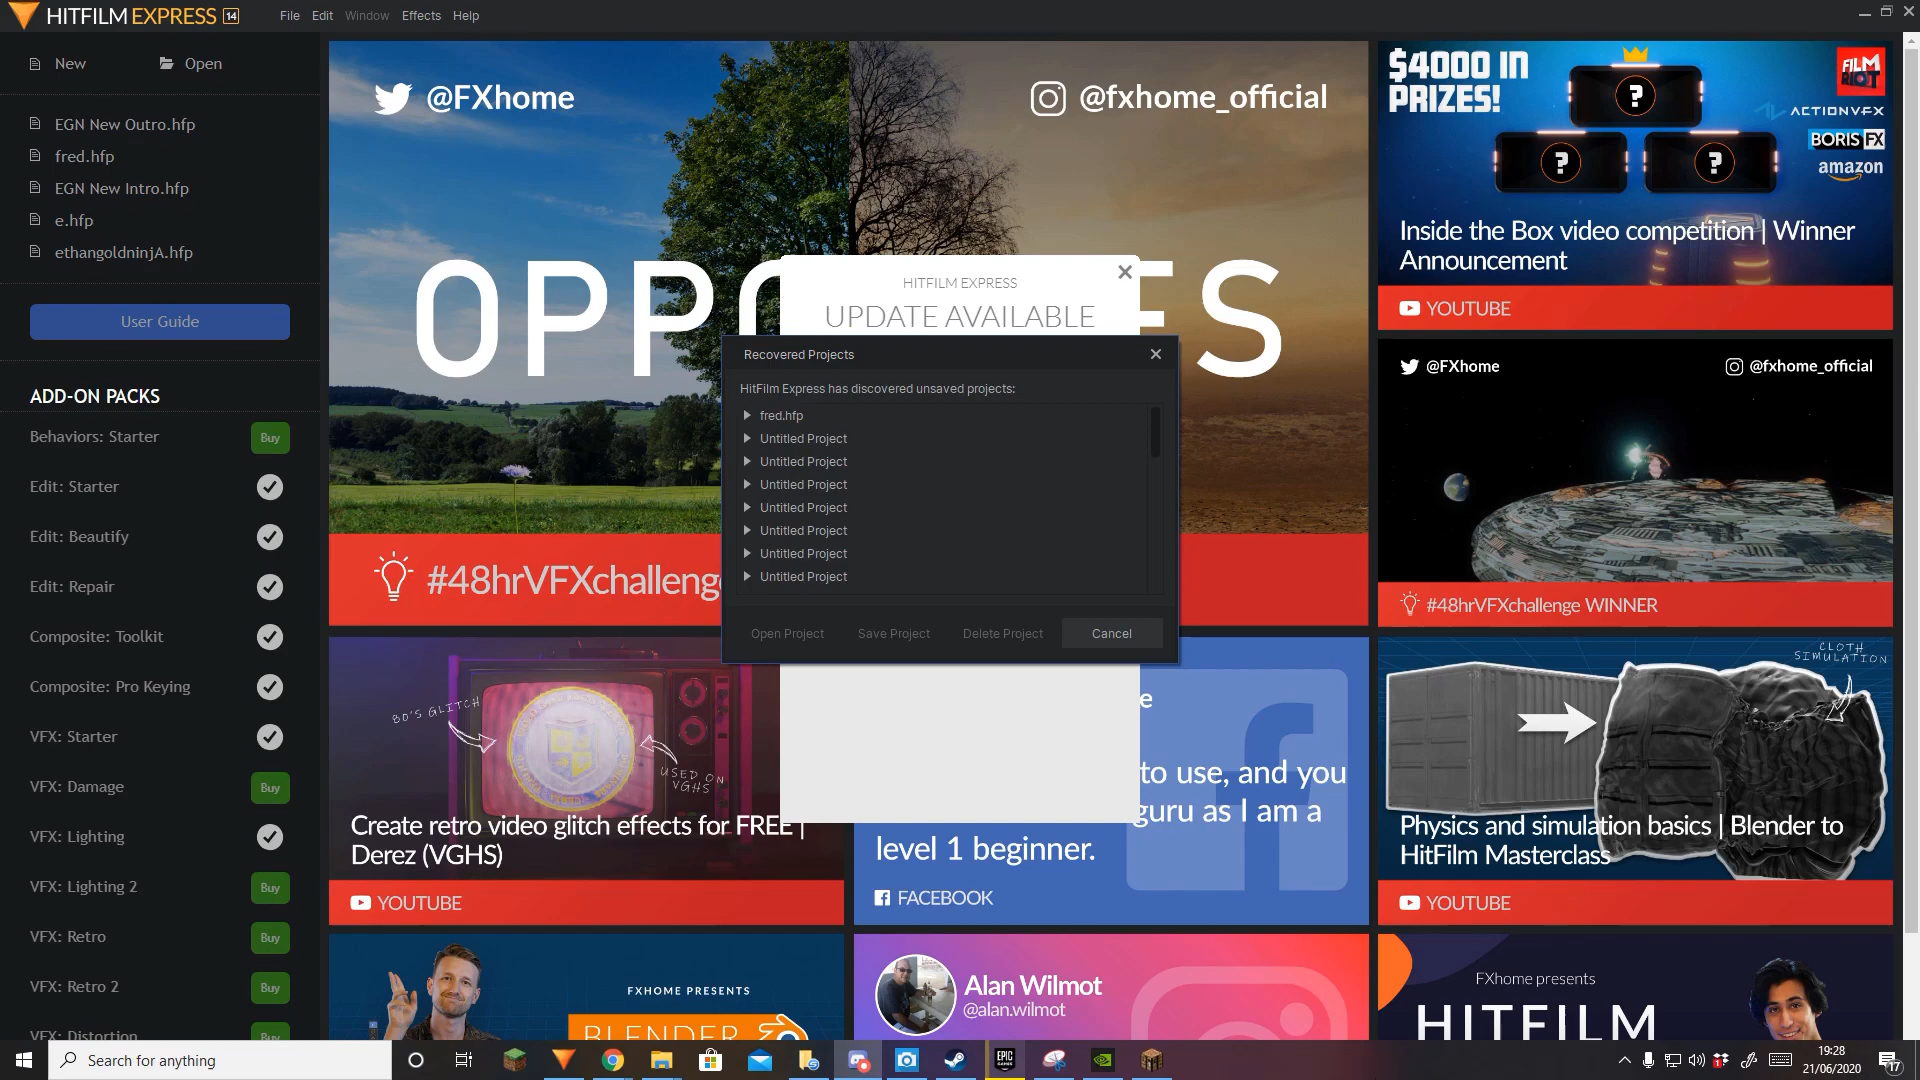 HITFILM EXPRESS 14
File Edit Window Effects Help
New Open
EGN New Outro.hfp
fred.hfp
EGN New Intro.hfp
e.hfp
ethangoldninjA.hfp
User Guide
ADD-ON PACKS
Behaviors: Starter Buy
Edit: Starter
Edit: Beautify
Edit: Repair
Composite: Toolkit
Composite: Pro Keying
VFX: Starter
VFX: Damage Buy
VFX: Lighting
VFX: Lighting 2 Buy
VFX: Retro Buy
VFX: Retro 2 Buy
VFX: Distortion Buy
@FXhome
@fxhome_official
#48hrVFXchallenge
HITFILM EXPRESS
UPDATE AVAILABLE
Recovered Projects
HitFilm Express has discovered unsaved projects:
fred.hfp
Untitled Project
Untitled Project
Untitled Project
Untitled Project
Untitled Project
Untitled Project
Untitled Project
Open Project Save Project Delete Project Cancel
$4000 IN
PRIZES!
FILM
RIOT
ACTIONVFX
BORIS FX
amazon
? ? ?
Inside the Box video competition | Winner
Announcement
YOUTUBE
@FXhome
@fxhome_official
#48hrVFXchallenge WINNER
80'S GLITCH
USED ON
VGHS
Create retro video glitch effects for FREE |
Derez (VGHS)
YOUTUBE
to use, and you
guru as I am a
level 1 beginner.
FACEBOOK
CLOTH
SIMULATION
Physics and simulation basics | Blender to
HitFilm Masterclass
YOUTUBE
FXHOME PRESENTS
BLENDER
Alan Wilmot
@alan.wilmot
FXhome presents
HITFILM
Search for anything
EPIC
GAMES
1
19:28
21/06/2020
17